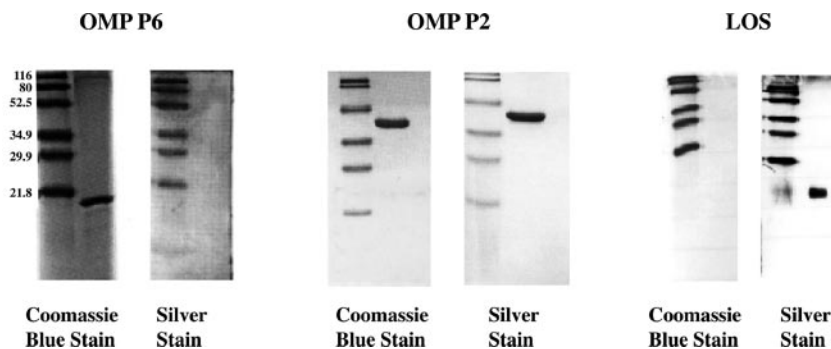 OMP P6
OMP P2
LOS
116
80
52.5
34.9
29.9
21.8
Coomassie
Blue Stain
Silver
Stain
Coomassie
Blue Stain
Silver
Stain
Coomassie
Blue Stain
Silver
Stain